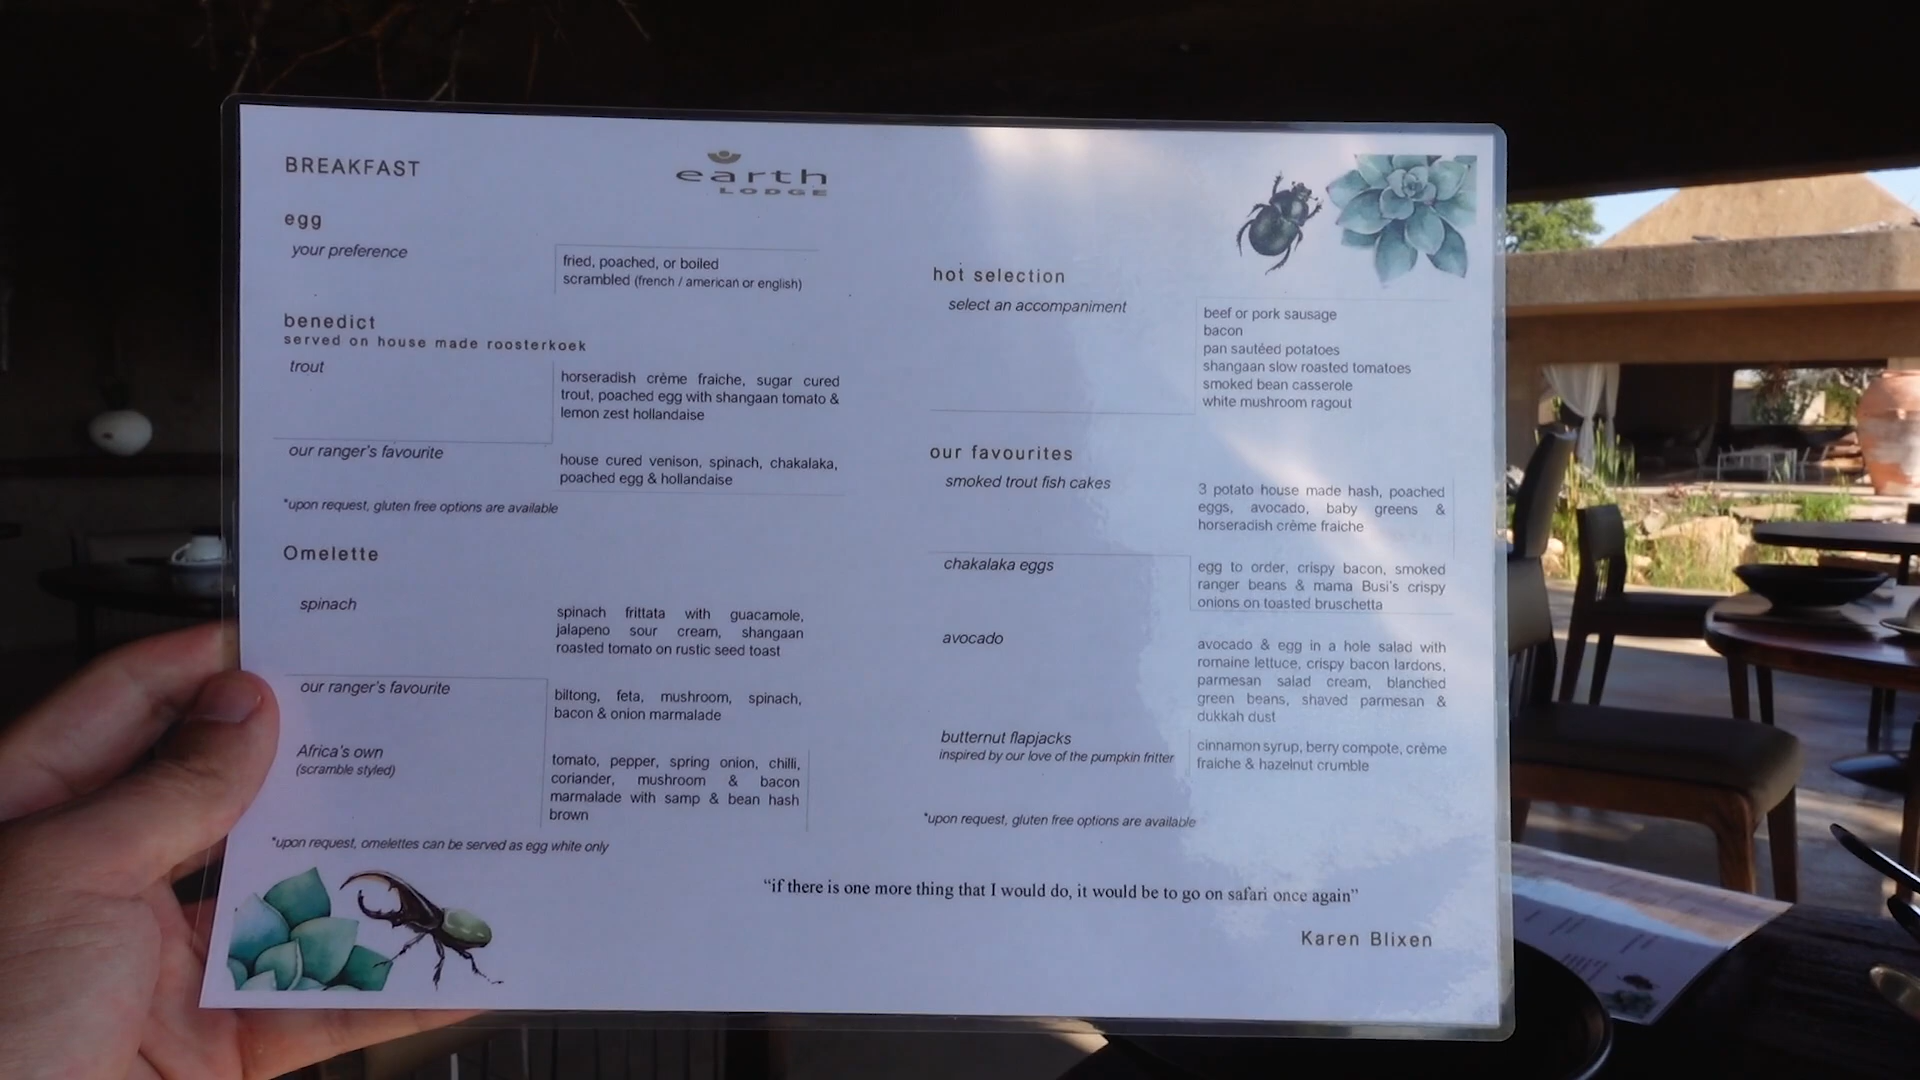 BREAKFAST
earth
LODGE
egg
your preference
fried, poached, or boiled
scrambled (french / american or english)
benedict
served on house made roosterkoek
trout
horseradish crème fraiche, sugar cured
trout, poached egg with shangaan tomato &
lemon zest hollandaise
our ranger's favourite
house cured venison, spinach, chakalaka,
poached egg & hollandaise
*upon request, gluten free options are available
Omelette
spinach
spinach frittata with guacamole,
jalapeno sour cream, shangaan
roasted tomato on rustic seed toast
our ranger's favourite
biltong, feta, mushroom, spinach,
bacon & onion marmalade
Africa's own
(scramble styled)
tomato, pepper, spring onion, chilli,
coriander, mushroom & bacon
marmalade with samp & bean hash
brown
*upon request, omelettes can be served as egg white only
hot selection
select an accompaniment
beef or pork sausage
bacon
pan sautéed potatoes
shangaan slow roasted tomatoes
smoked bean casserole
white mushroom ragout
our favourites
smoked trout fish cakes
3 potato house made hash, poached
eggs, avocado, baby greens &
horseradish crème fraiche
chakalaka eggs
egg to order, crispy bacon, smoked
ranger beans & mama Busi's crispy
onions on toasted bruschetta
avocado
avocado & egg in a hole salad with
romaine lettuce, crispy bacon lardons,
parmesan salad cream, blanched
green beans, shaved parmesan &
dukkah dust
butternut flapjacks
inspired by our love of the pumpkin fritter
cinnamon syrup, berry compote, crème
fraiche & hazelnut crumble
*upon request, gluten free options are available
“if there is one more thing that I would do, it would be to go on safari once again”
Karen Blixen